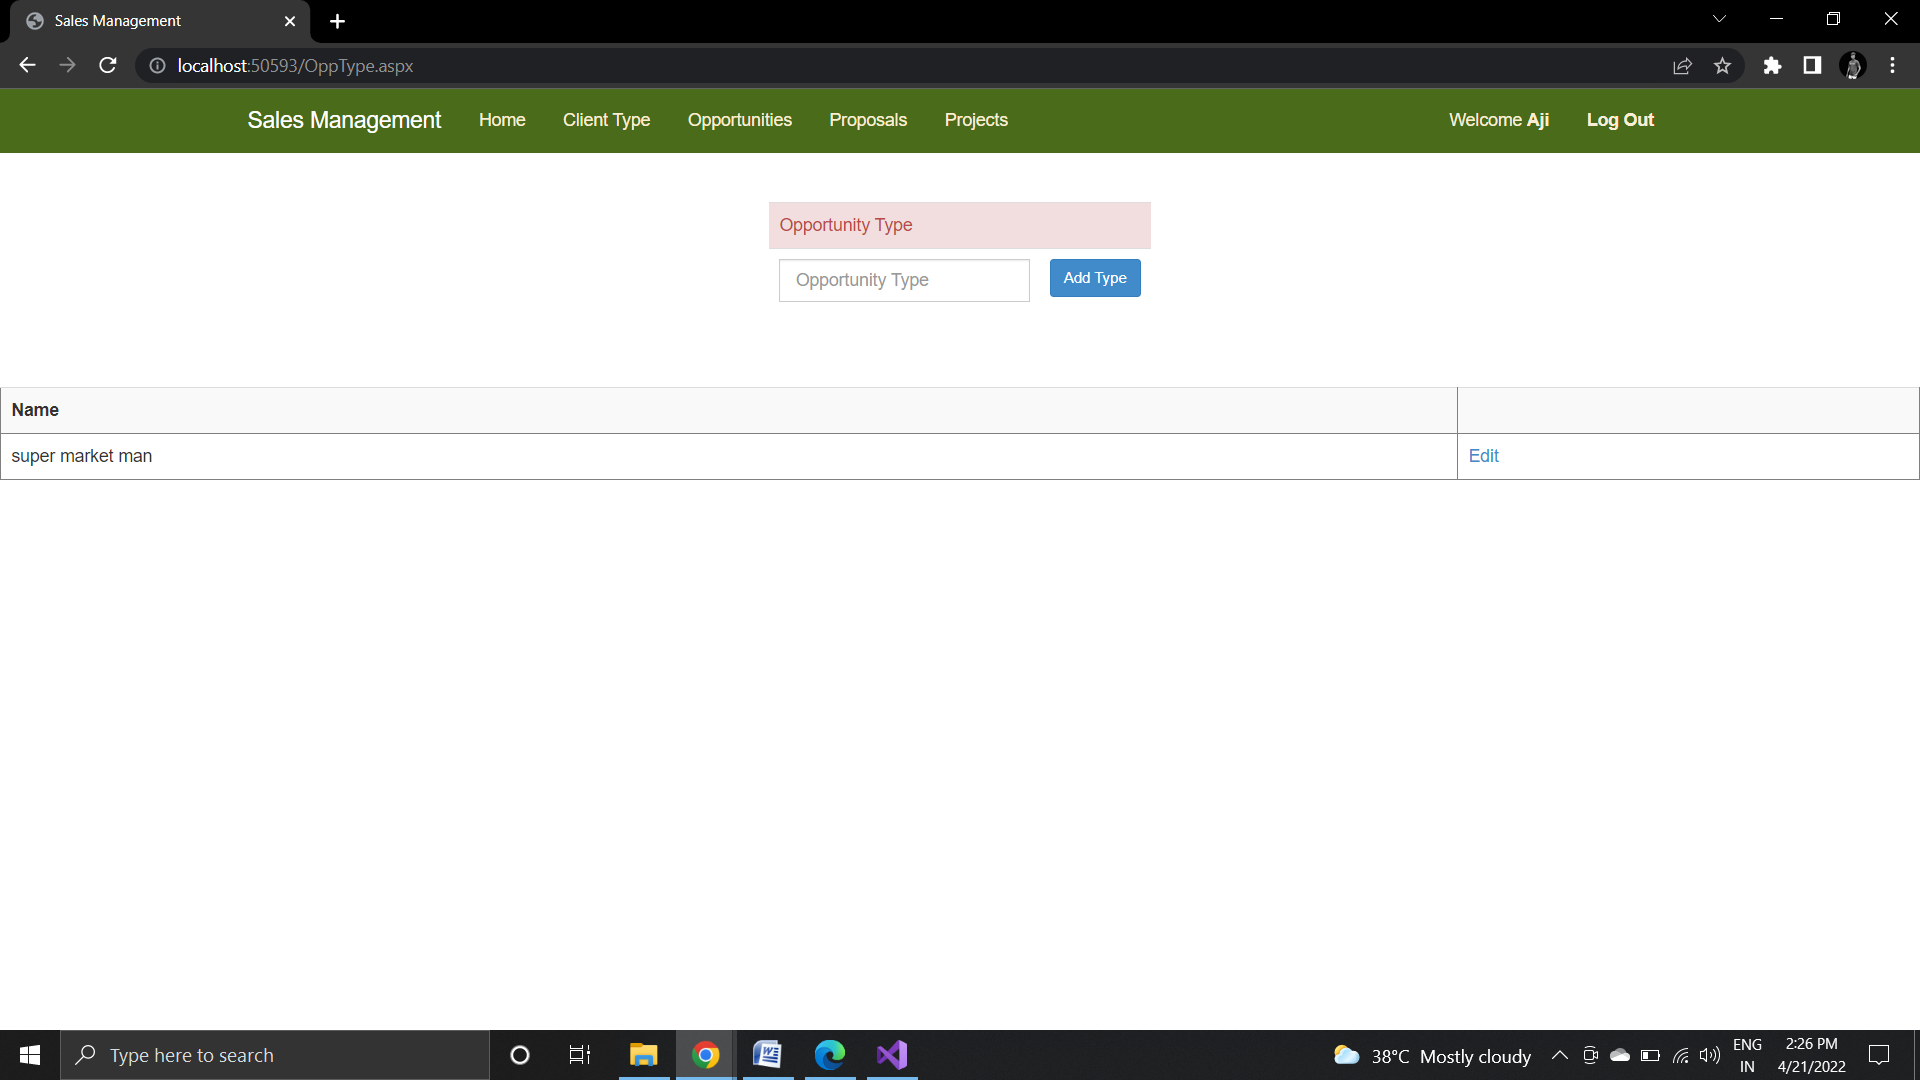 Sales Management
localhost:50593/OppType.aspx
Sales Management Home Client Type Opportunities Proposals Projects Welcome Aji Log Out
Opportunity Type
Opportunity Type Add Type
Name
super market man Edit
Type here to search 38°C Mostly cloudy ENG IN 2:26 PM 4/21/2022